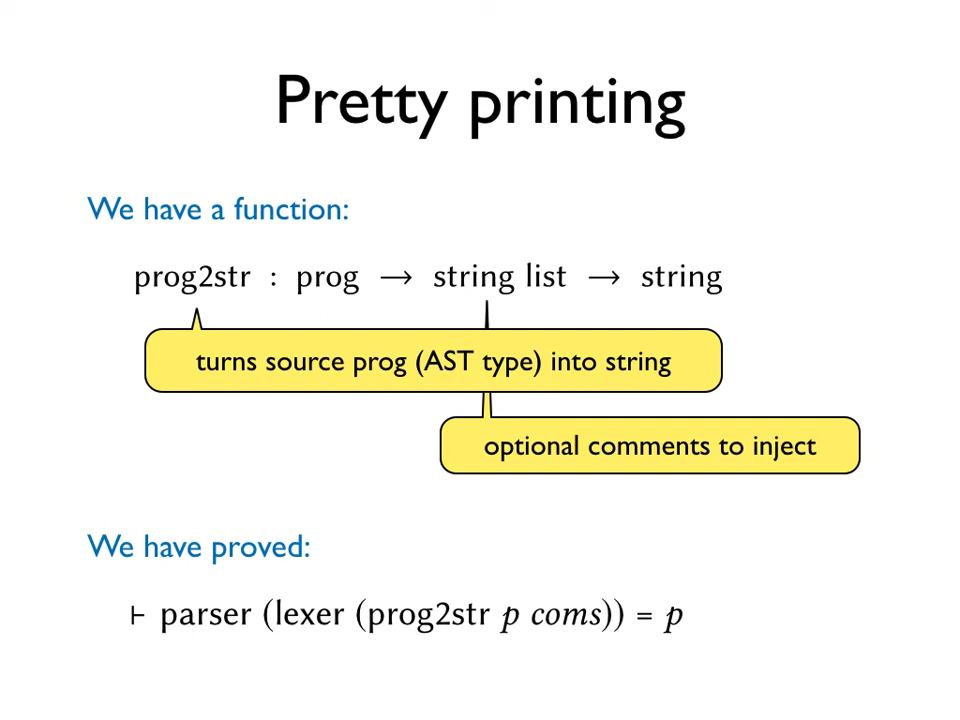 Pretty printing
We have a function:
prog2str : prog → string list → string
turns source prog (AST type) into string
optional comments to inject
We have proved:
⊢ parser (lexer (prog2str p coms)) = p